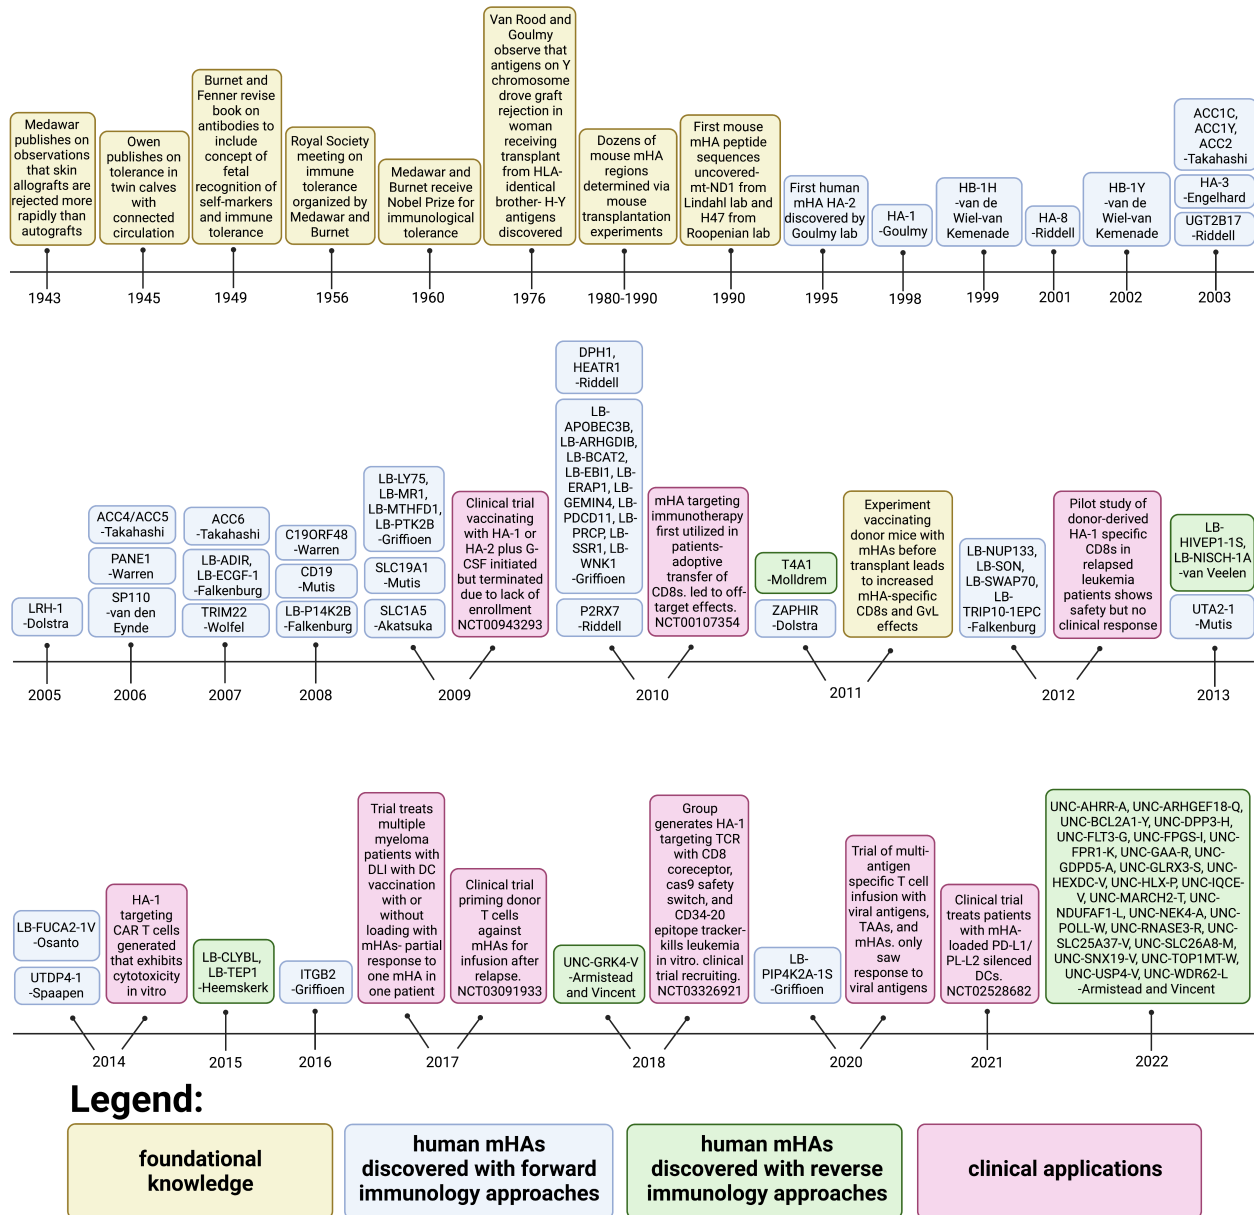 Medawar
publishes on
observations
that skin
allografts are
rejected more
rapidly than
autografts
Owen
publishes on
tolerance in
twin calves
with
connected
circulation
Burnet and
Fenner revise
book on
antibodies to
include
concept of
fetal
recognition of
self-markers
and immune
tolerance
Royal Society
meeting on
immune
tolerance
organized by
Medawar and
Burnet
Medawar and
Burnet receive
Nobel Prize for
immunological
tolerance
Van Rood and
Goulmy
observe that
antigens on Y
chromosome
drove graft
rejection in
woman
receiving
transplant
from HLA-
identical
brother- H-Y
antigens
discovered
Dozens of
mouse mHA
regions
determined via
mouse
transplantation
experiments
First mouse
mHA peptide
sequences
uncovered-
mt-ND1 from
Lindahl lab and
H47 from
Roopenian lab
First human
mHA HA-2
discovered by
Goulmy lab
HA-1
-Goulmy
HB-1H
-van de
Wiel-van
Kemenade
HA-8
-Riddell
HB-1Y
-van de
Wiel-van
Kemenade
ACC1C,
ACC1Y,
ACC2
-Takahashi
HA-3
-Engelhard
UGT2B17
-Riddell
1943
1945
1949
1956
1960
1976
1980-1990
1990
1995
1998
1999
2001
2002
2003
LRH-1
-Dolstra
ACC4/ACC5
-Takahashi
PANE1
-Warren
SP110
-van den
Eynde
ACC6
-Takahashi
LB-ADIR,
LB-ECGF-1
-Falkenburg
TRIM22
-Wolfel
C19ORF48
-Warren
CD19
-Mutis
LB-P14K2B
-Falkenburg
LB-LY75,
LB-MR1,
LB-MTHFD1,
LB-PTK2B
-Griffioen
SLC19A1
-Mutis
SLC1A5
-Akatsuka
Clinical trial
vaccinating
with HA-1 or
HA-2 plus G-
CSF initiated
but terminated
due to lack of
enrollment
NCT00943293
DPH1,
HEATR1
-Riddell
LB-
APOBEC3B,
LB-ARHGDIB,
LB-BCAT2,
LB-EBI1, LB-
ERAP1, LB-
GEMIN4, LB-
PDCD11, LB-
PRCP, LB-
SSR1, LB-
WNK1
-Griffioen
P2RX7
-Riddell
mHA targeting
immunotherapy
first utilized in
patients-
adoptive
transfer of
CD8s. led to off-
target effects.
NCT00107354
T4A1
-Molldrem
ZAPHIR
-Dolstra
Experiment
vaccinating
donor mice with
mHAs before
transplant leads
to increased
mHA-specific
CD8s and GvL
effects
LB-NUP133,
LB-SON,
LB-SWAP70,
LB-
TRIP10-1EPC
-Falkenburg
Pilot study of
donor-derived
HA-1 specific
CD8s in
relapsed
leukemia
patients shows
safety but no
clinical response
LB-
HIVEP1-1S,
LB-NISCH-1A
-van Veelen
UTA2-1
-Mutis
2005
2006
2007
2008
2009
2010
2011
2012
2013
LB-FUCA2-1V
-Osanto
UTDP4-1
-Spaapen
HA-1
targeting
CAR T cells
generated
that exhibits
cytotoxicity
in vitro
LB-CLYBL,
LB-TEP1
-Heemskerk
ITGB2
-Griffioen
Trial treats
multiple
myeloma
patients with
DLI with DC
vaccination
with or
without
loading with
mHAs- partial
response to
one mHA in
one patient
Clinical trial
priming donor
T cells
against
mHAs for
infusion after
relapse.
NCT03091933
UNC-GRK4-V
-Armistead
and Vincent
Group
generates HA-1
targeting TCR
with CD8
coreceptor,
cas9 safety
switch, and
CD34-20
epitope tracker-
kills leukemia
in vitro. clinical
trial recruiting.
NCT03326921
LB-
PIP4K2A-1S
-Griffioen
Trial of multi-
antigen
specific T cell
infusion with
viral antigens,
TAAs, and
mHAs. only
saw
response to
viral antigens
Clinical trial
treats patients
with mHA-
loaded PD-L1/
PL-L2 silenced
DCs.
NCT02528682
UNC-AHRR-A, UNC-ARHGEF18-Q,
UNC-BCL2A1-Y, UNC-DPP3-H,
UNC-FLT3-G, UNC-FPGS-I, UNC-
FPR1-K, UNC-GAA-R, UNC-
GDPD5-A, UNC-GLRX3-S, UNC-
HEXDC-V, UNC-HLX-P, UNC-IQCE-
V, UNC-MARCH2-T, UNC-
NDUFAF1-L, UNC-NEK4-A, UNC-
POLL-W, UNC-RNASE3-R, UNC-
SLC25A37-V, UNC-SLC26A8-M,
UNC-SNX19-V, UNC-TOP1MT-W,
UNC-USP4-V, UNC-WDR62-L
-Armistead and Vincent
2014
2015
2016
2017
2018
2020
2021
2022
Legend:
foundational
knowledge
human mHAs
discovered with forward
immunology approaches
human mHAs
discovered with reverse
immunology approaches
clinical applications